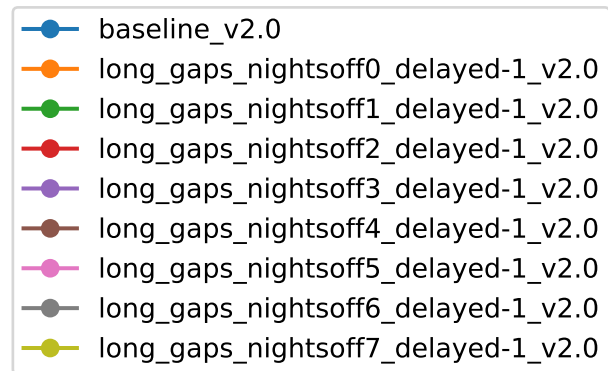 baseline_v2.0
long_gaps_nightsoff0_delayed-1_v2.0
long_gaps_nightsoff1_delayed-1_v2.0
long_gaps_nightsoff2_delayed-1_v2.0
long_gaps_nightsoff3_delayed-1_v2.0
long_gaps_nightsoff4_delayed-1_v2.0
long_gaps_nightsoff5_delayed-1_v2.0
long_gaps_nightsoff6_delayed-1_v2.0
long_gaps_nightsoff7_delayed-1_v2.0